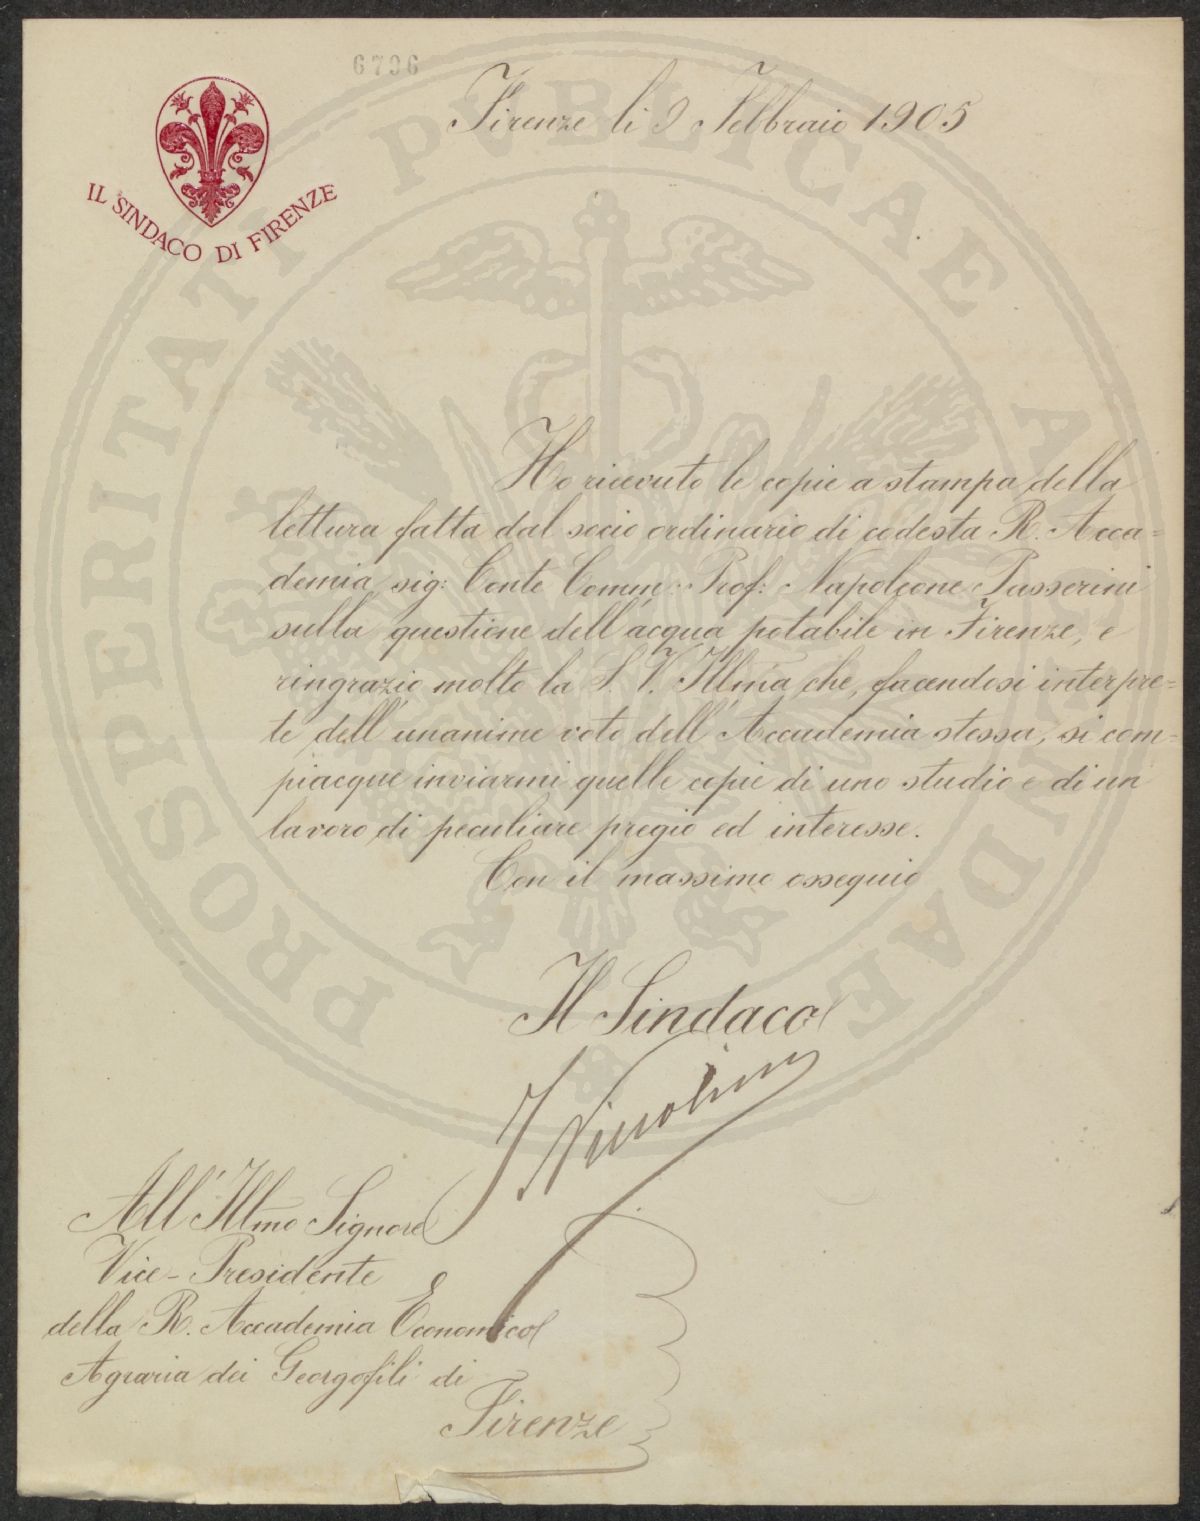 6796
Firenze li 9 Febbraio 1905
IL SINDACO DI FIRENZE
PROSPERITATI PUBLICAE AUGENDAE
Ho ricevuto le copie a stampa della
lettura fatta dal socio ordinario di codesta R. Acca=
demia sig: Conte Comm: Prof: Napoleone Passerini
sulla questione dell'acqua potabile in Firenze, e
ringrazio molto la S. V. Illma che, facendosi interpre=
te dell'unanime voto dell'Accademia stessa, si com=
piacque inviarmi quelle copie di uno studio e di un
lavoro di peculiare pregio ed interesse.
Con il massimo ossequio
Il Sindaco
I Niccolini
All'Illmo Signore
Vice-Presidente
della R. Accademia Economico
Agraria dei Georgofili di
Firenze